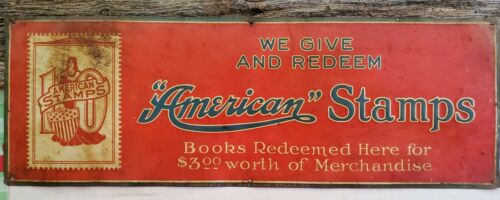 10
AMERICAN
STAMPS
WE GIVE
AND REDEEM
"American" Stamps
Books Redeemed Here for
$3.00 worth of Merchandise